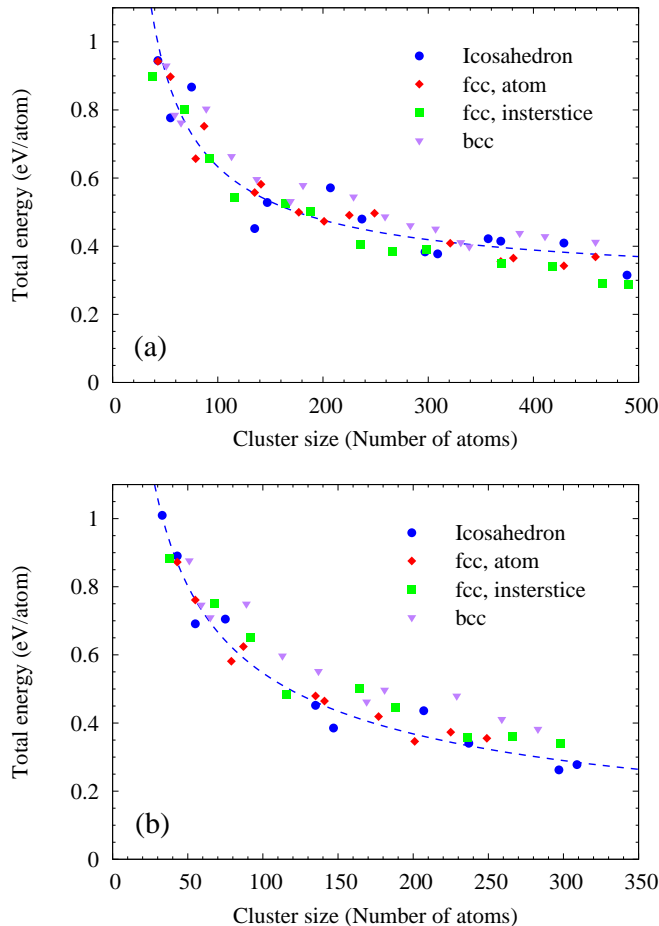 1
0.8
0.6
0.4
0.2
0
Total energy (eV/atom)
Icosahedron
fcc, atom
fcc, insterstice
bcc
(a)
0 100 200 300 400 500
Cluster size (Number of atoms)
1
0.8
0.6
0.4
0.2
0
Total energy (eV/atom)
Icosahedron
fcc, atom
fcc, insterstice
bcc
(b)
0 50 100 150 200 250 300 350
Cluster size (Number of atoms)